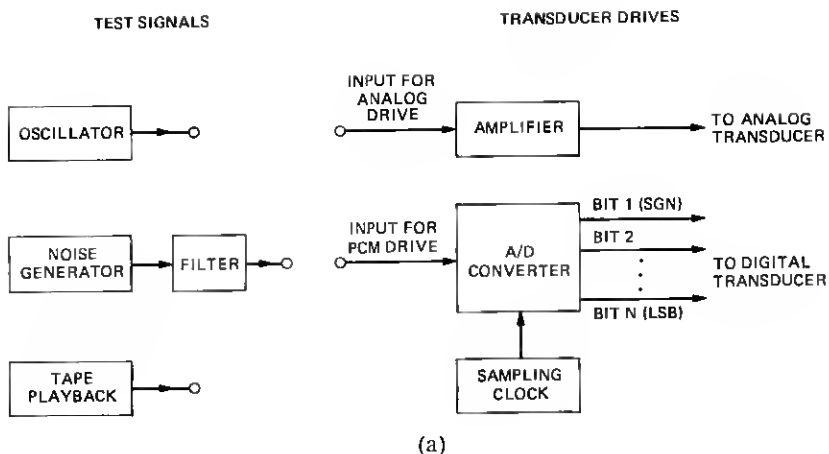 TEST SIGNALS
TRANSDUCER DRIVES
OSCILLATOR
INPUT FOR
ANALOG
DRIVE
AMPLIFIER
TO ANALOG
TRANSDUCER
NOISE
GENERATOR
FILTER
INPUT FOR
PCM DRIVE
A/D
CONVERTER
BIT 1 (SGN)
BIT 2
BIT N (LSB)
TO DIGITAL
TRANSDUCER
TAPE
PLAYBACK
SAMPLING
CLOCK
(a)